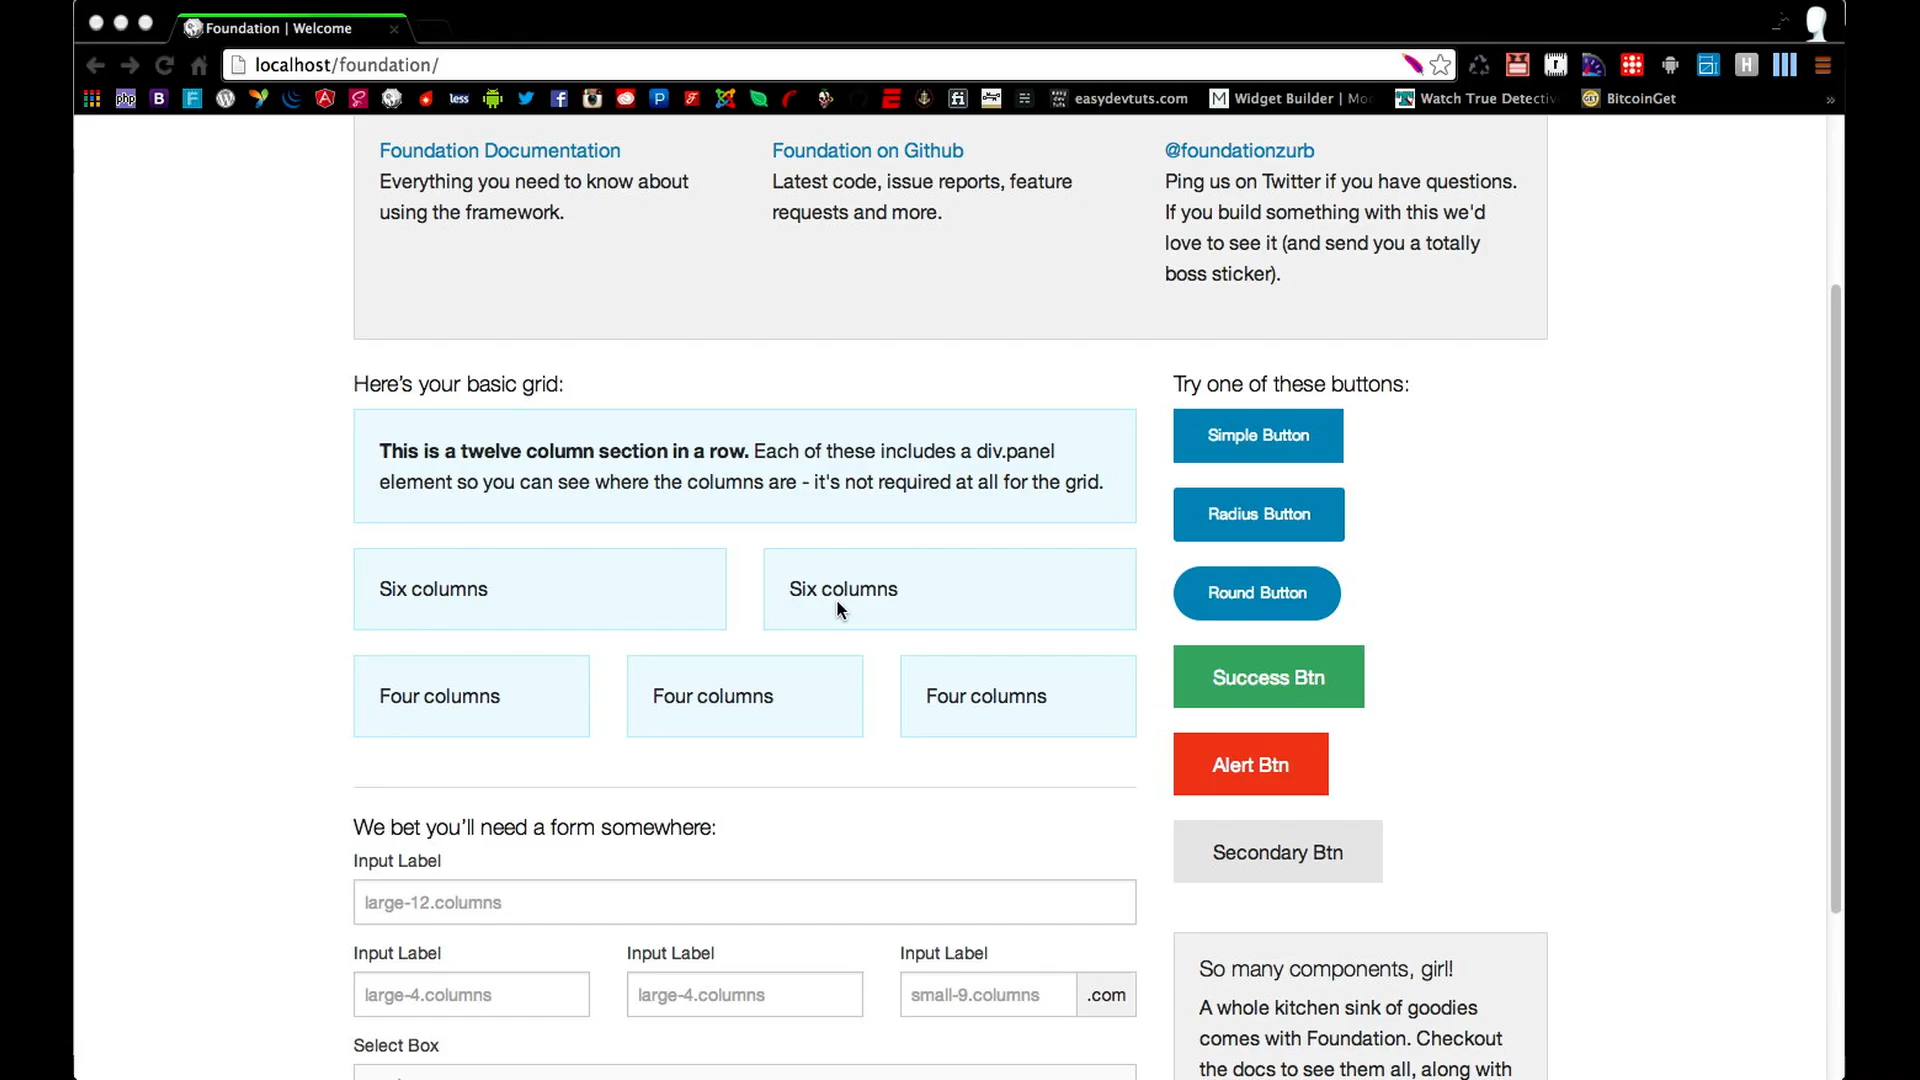 Foundation | Welcome
localhost/foundation/
php
B
F
less
P
fi
easydevtuts.com
M
Widget Builder | Mo
Watch True Detectiv
GET
BitcoinGet
r
H
Foundation Documentation
Everything you need to know about
using the framework.
Foundation on Github
Latest code, issue reports, feature
requests and more.
@foundationzurb
Ping us on Twitter if you have questions.
If you build something with this we'd
love to see it (and send you a totally
boss sticker).
Here’s your basic grid:
This is a twelve column section in a row. Each of these includes a div.panel
element so you can see where the columns are - it's not required at all for the grid.
Six columns
Six columns
Four columns
Four columns
Four columns
Try one of these buttons:
Simple Button
Radius Button
Round Button
Success Btn
Alert Btn
Secondary Btn
We bet you’ll need a form somewhere:
Input Label
large-12.columns
Input Label
large-4.columns
Input Label
large-4.columns
Input Label
small-9.columns
.com
Select Box
So many components, girl!
A whole kitchen sink of goodies
comes with Foundation. Checkout
the docs to see them all, along with